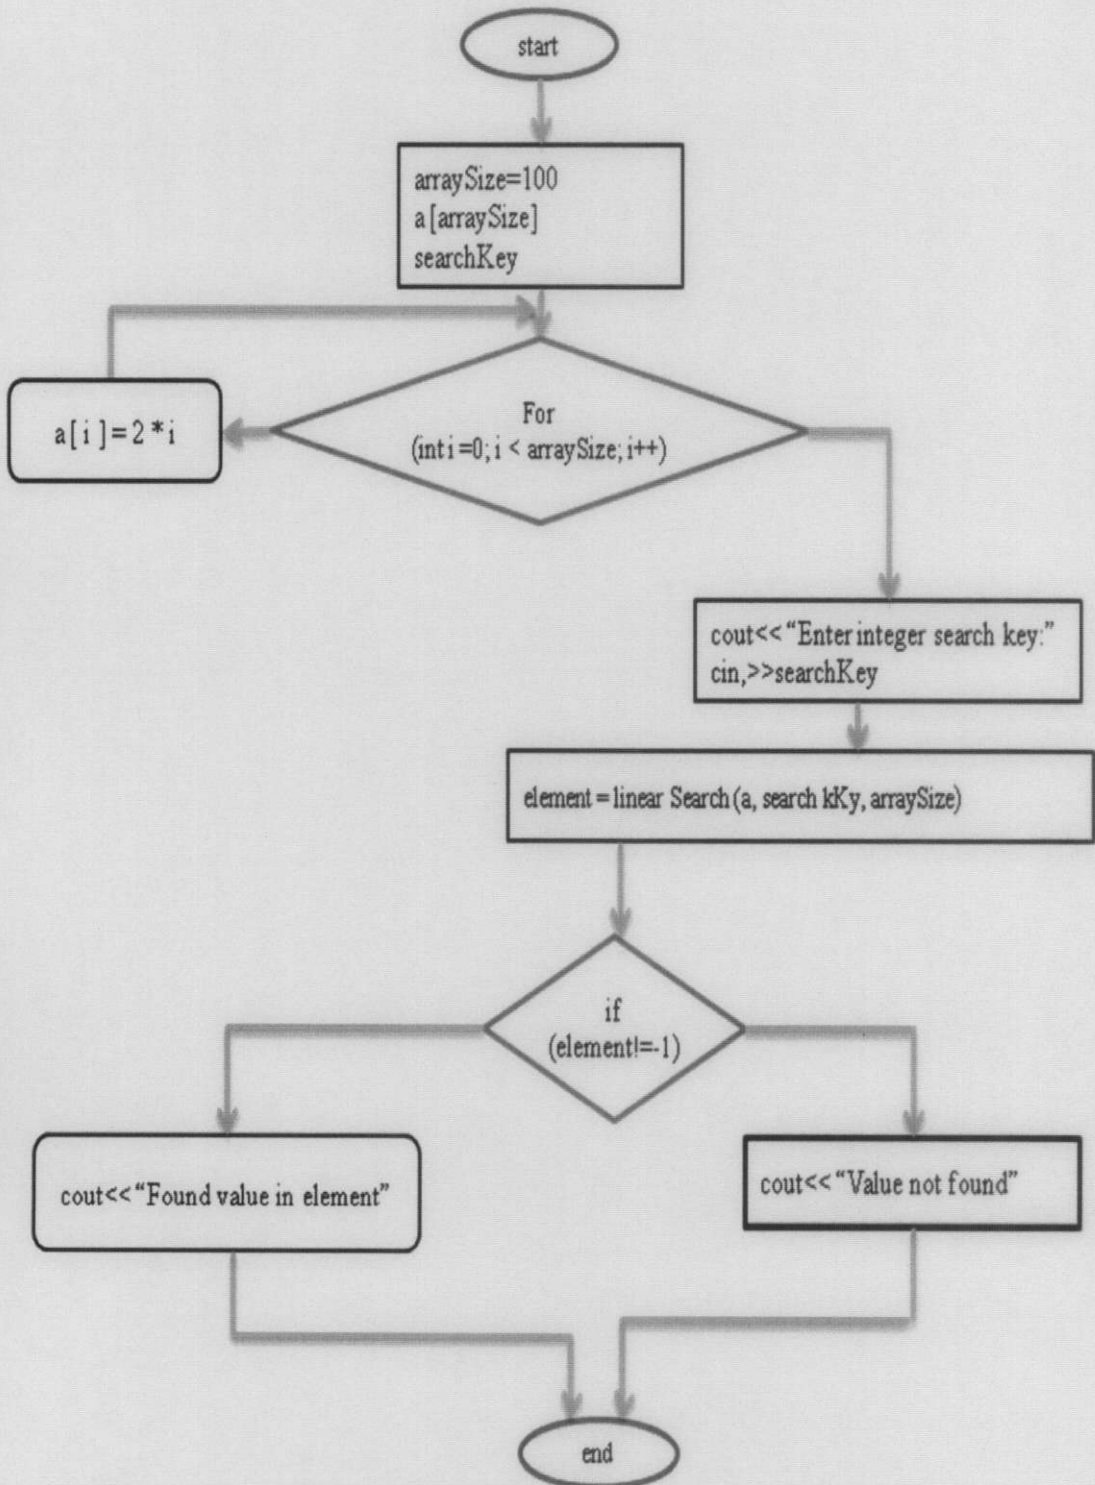 start
arraySize=100
a[arraySize]
searchKey
For
(int i=0; i < arraySize; i++)
a[ i ]=2 * i
cout<<“Enter integer search key:”
cin,>>searchKey
element = linear Search (a, search kKy, arraySize)
if
(element!=-1)
cout<<“Found value in element”
cout<<“Value not found”
end